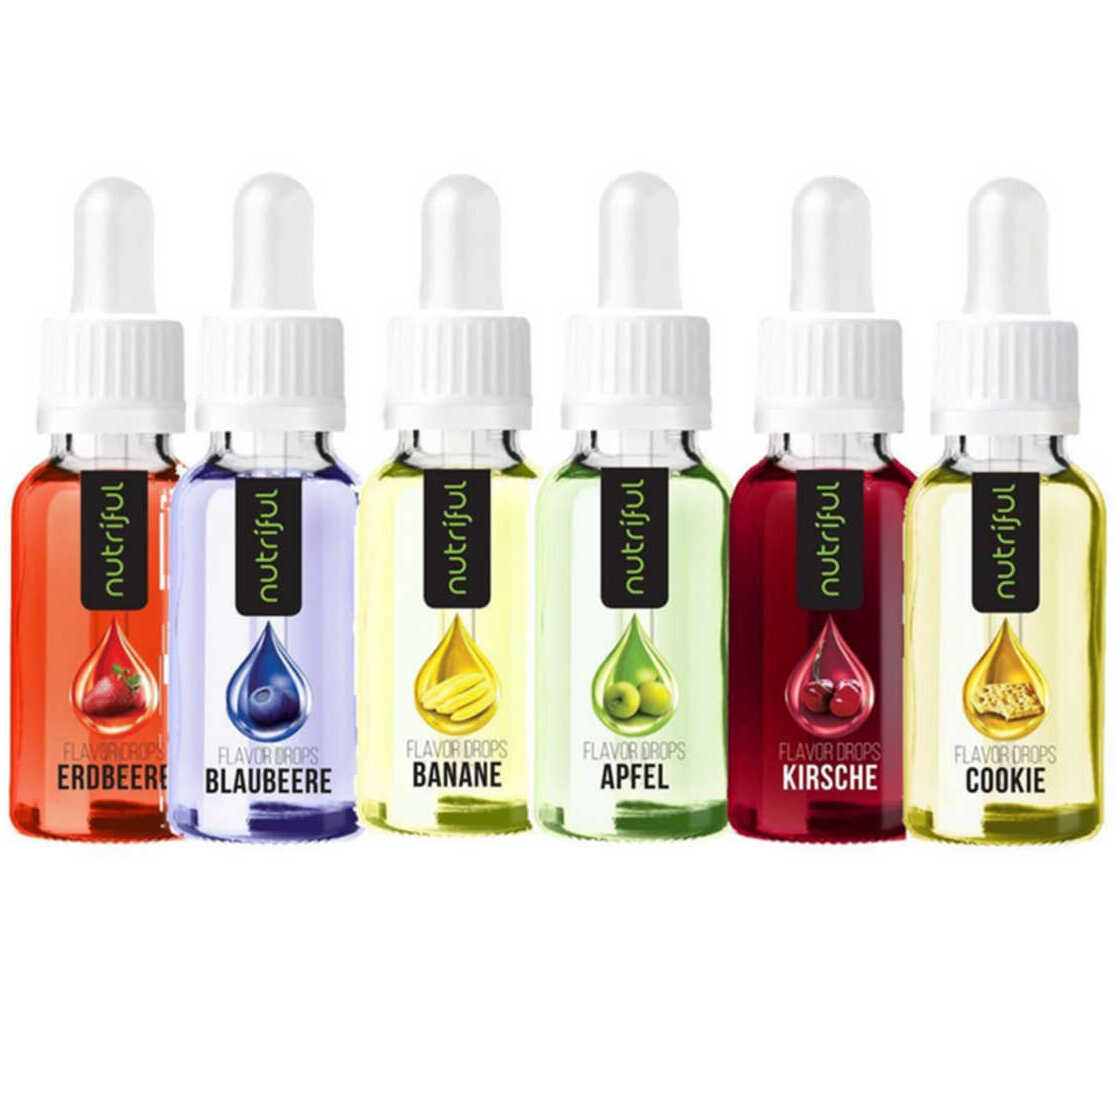 nutriful
FLAVOR DROPS
ERDBEERE
nutriful
FLAVOR DROPS
BLAUBEERE
nutriful
FLAVOR DROPS
BANANE
nutriful
FLAVOR DROPS
APFEL
nutriful
FLAVOR DROPS
KIRSCHE
nutriful
FLAVOR DROPS
COOKIE